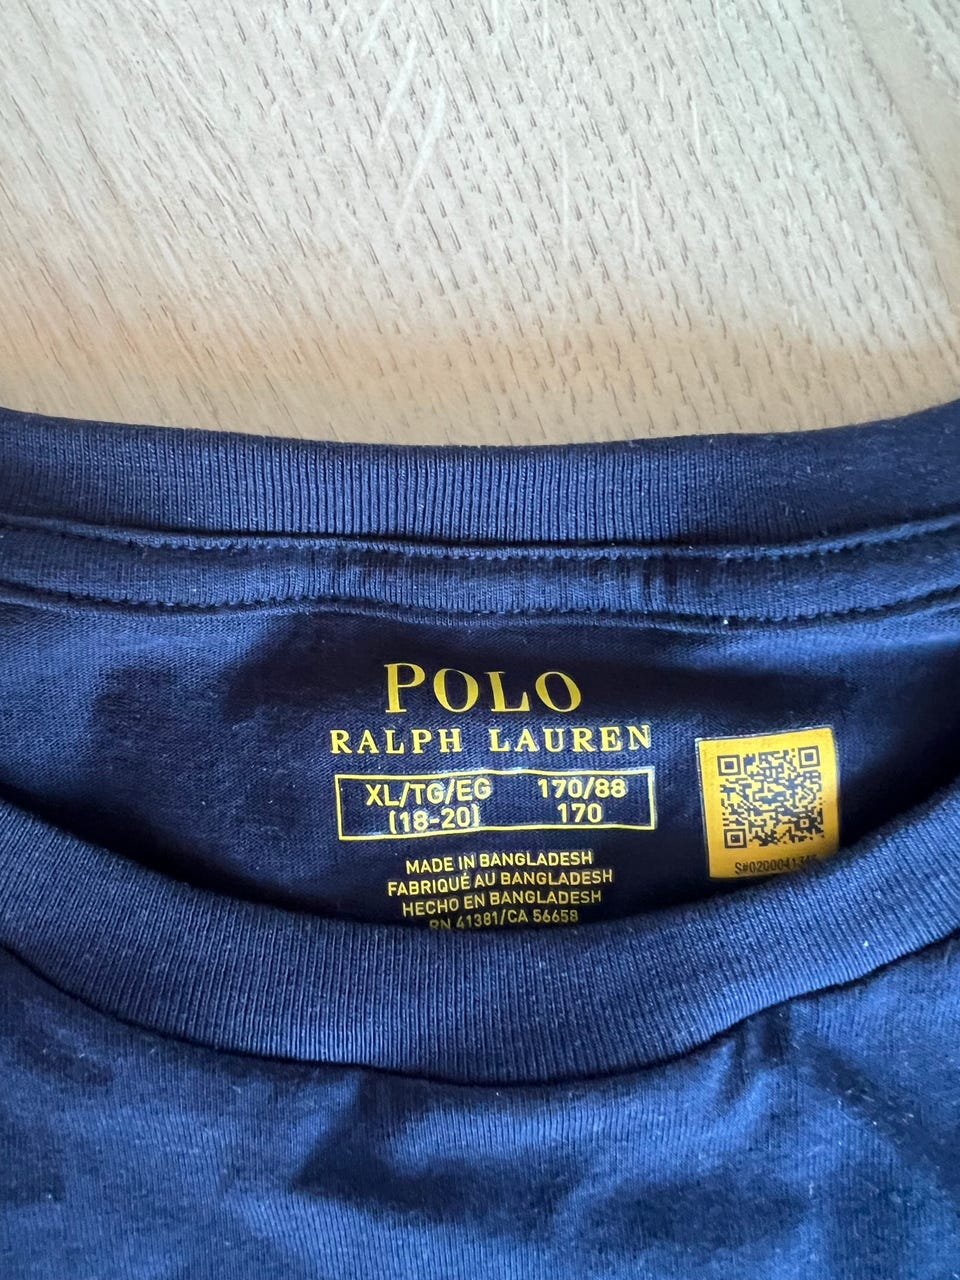 POLO
RALPH LAUREN
XL/TG/EG 170/88
(18-20) 170
MADE IN BANGLADESH
FABRIQUÉ AU BANGLADESH
HECHO EN BANGLADESH
RN 41381/CA 56658